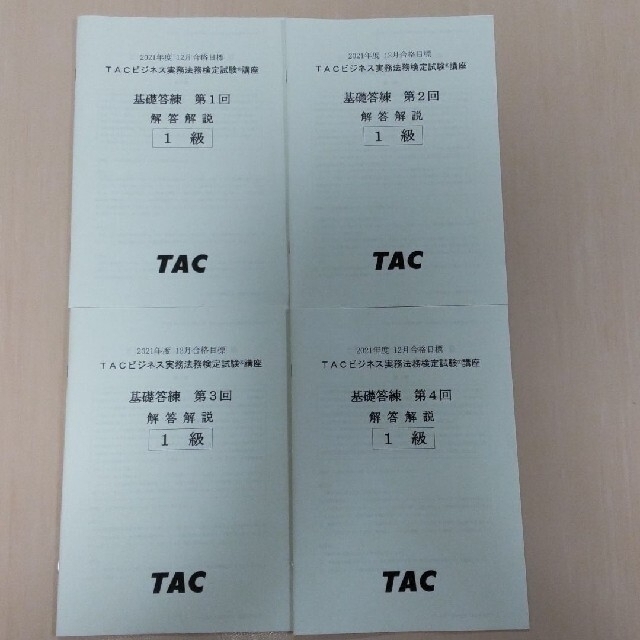 2021年度 12月合格目標
TACビジネス実務法務検定試験®講座
基礎答練 第1回
解答解説
1 級
TAC
2021年度 12月合格目標
TACビジネス実務法務検定試験®講座
基礎答練 第2回
解答解説
1 級
TAC
2021年度 12月合格目標
TACビジネス実務法務検定試験®講座
基礎答練 第3回
解答解説
1 級
TAC
2021年度 12月合格目標
TACビジネス実務法務検定試験®講座
基礎答練 第4回
解答解説
1 級
TAC